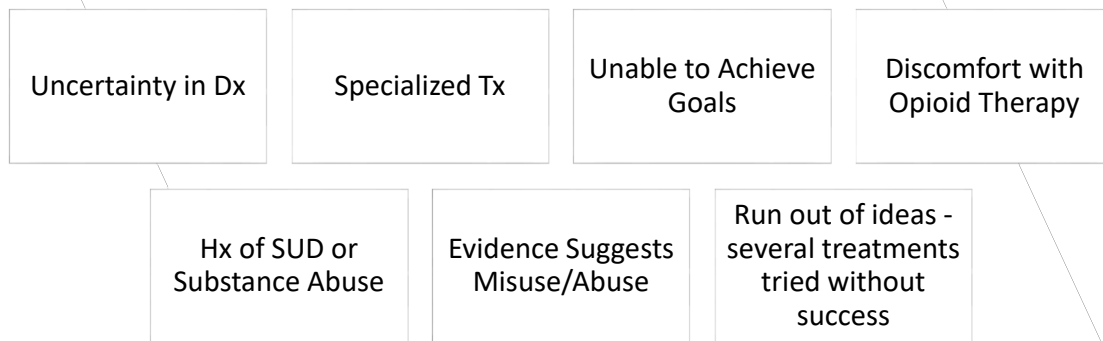 Uncertainty in Dx
Specialized Tx
Unable to Achieve
Goals
Discomfort with
Opioid Therapy
Hx of SUD or
Substance Abuse
Evidence Suggests
Misuse/Abuse
Run out of ideas -
several treatments
tried without
success